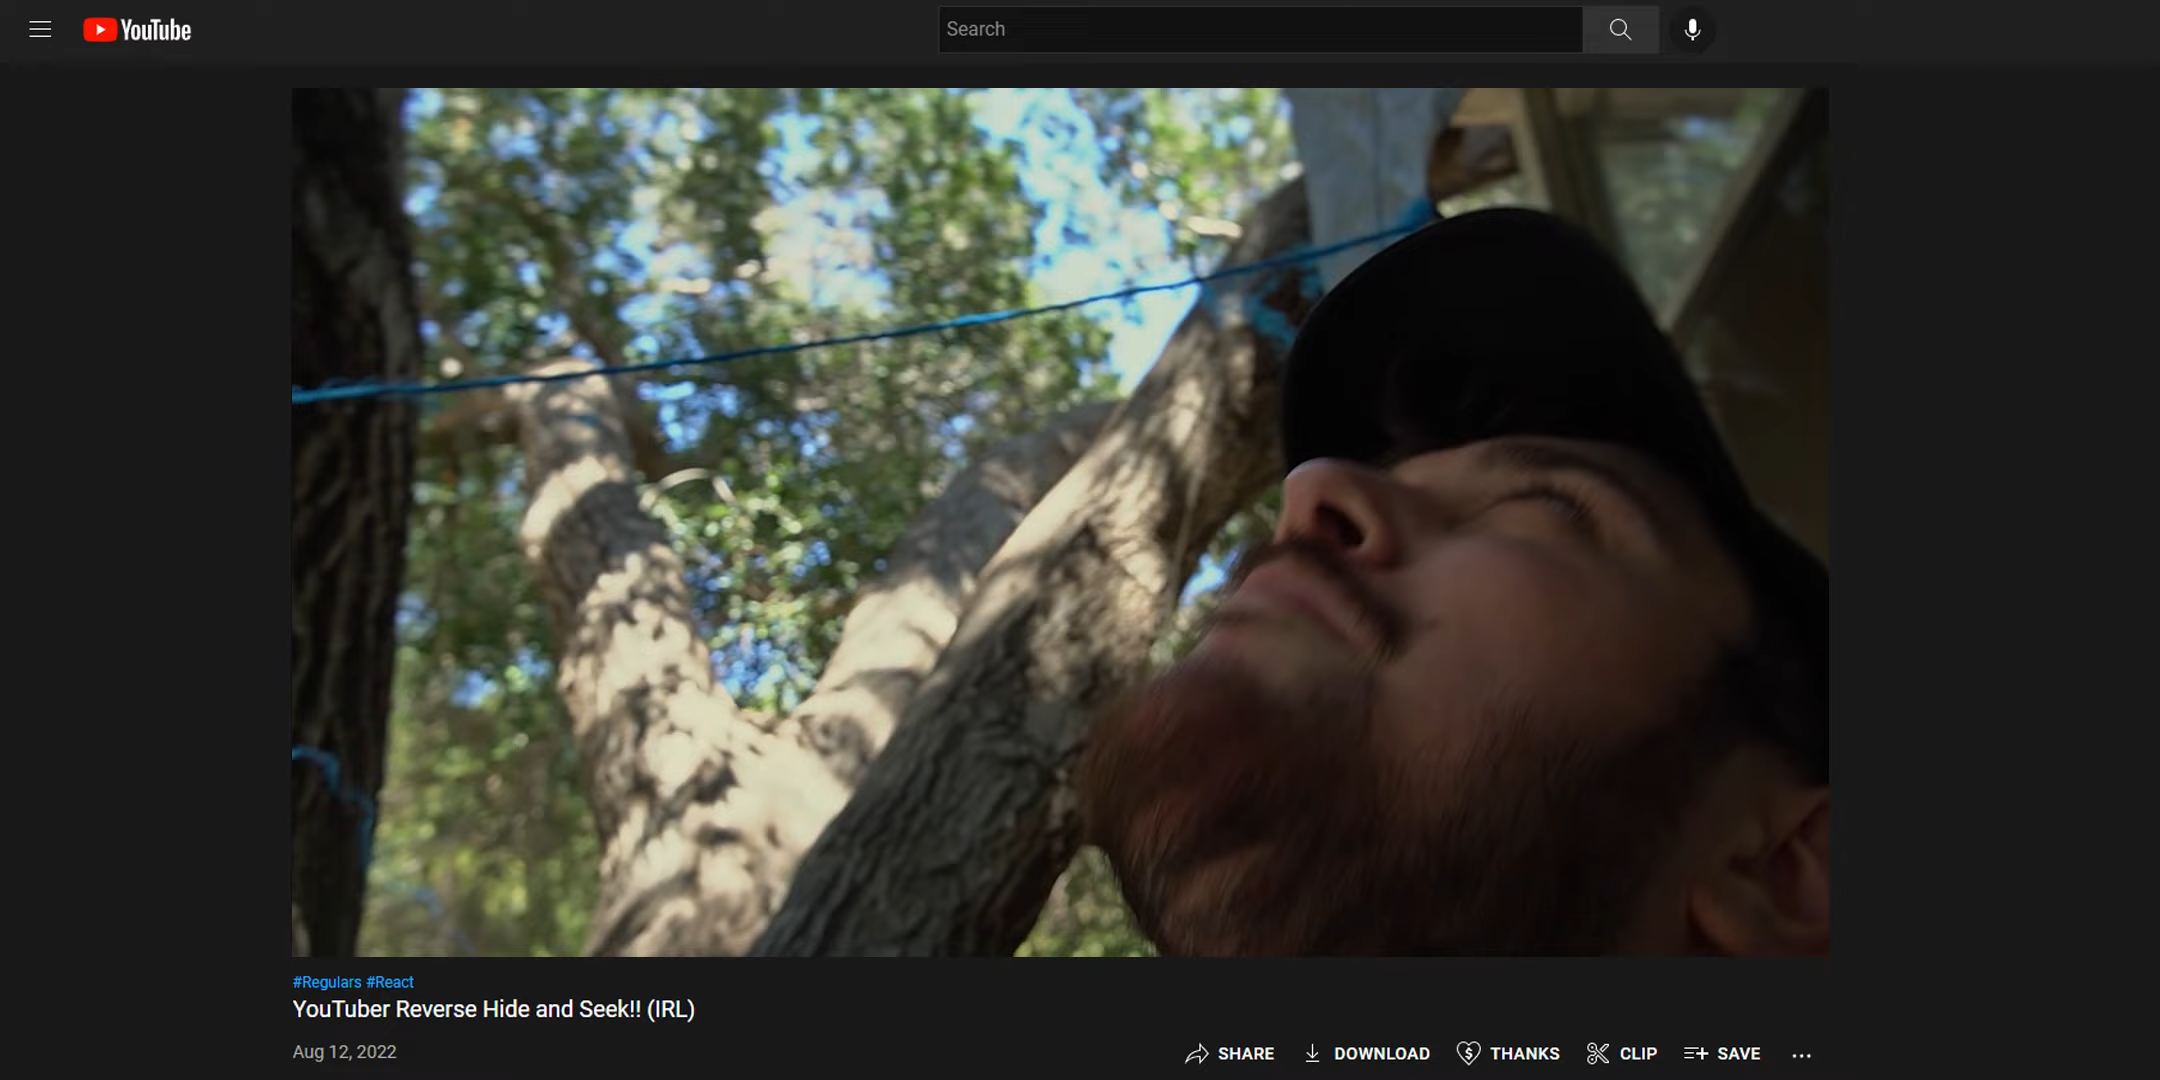 YouTube
Search
#Regulars #React
YouTuber Reverse Hide and Seek!! (IRL)
Aug 12, 2022
SHARE DOWNLOAD THANKS CLIP SAVE ...